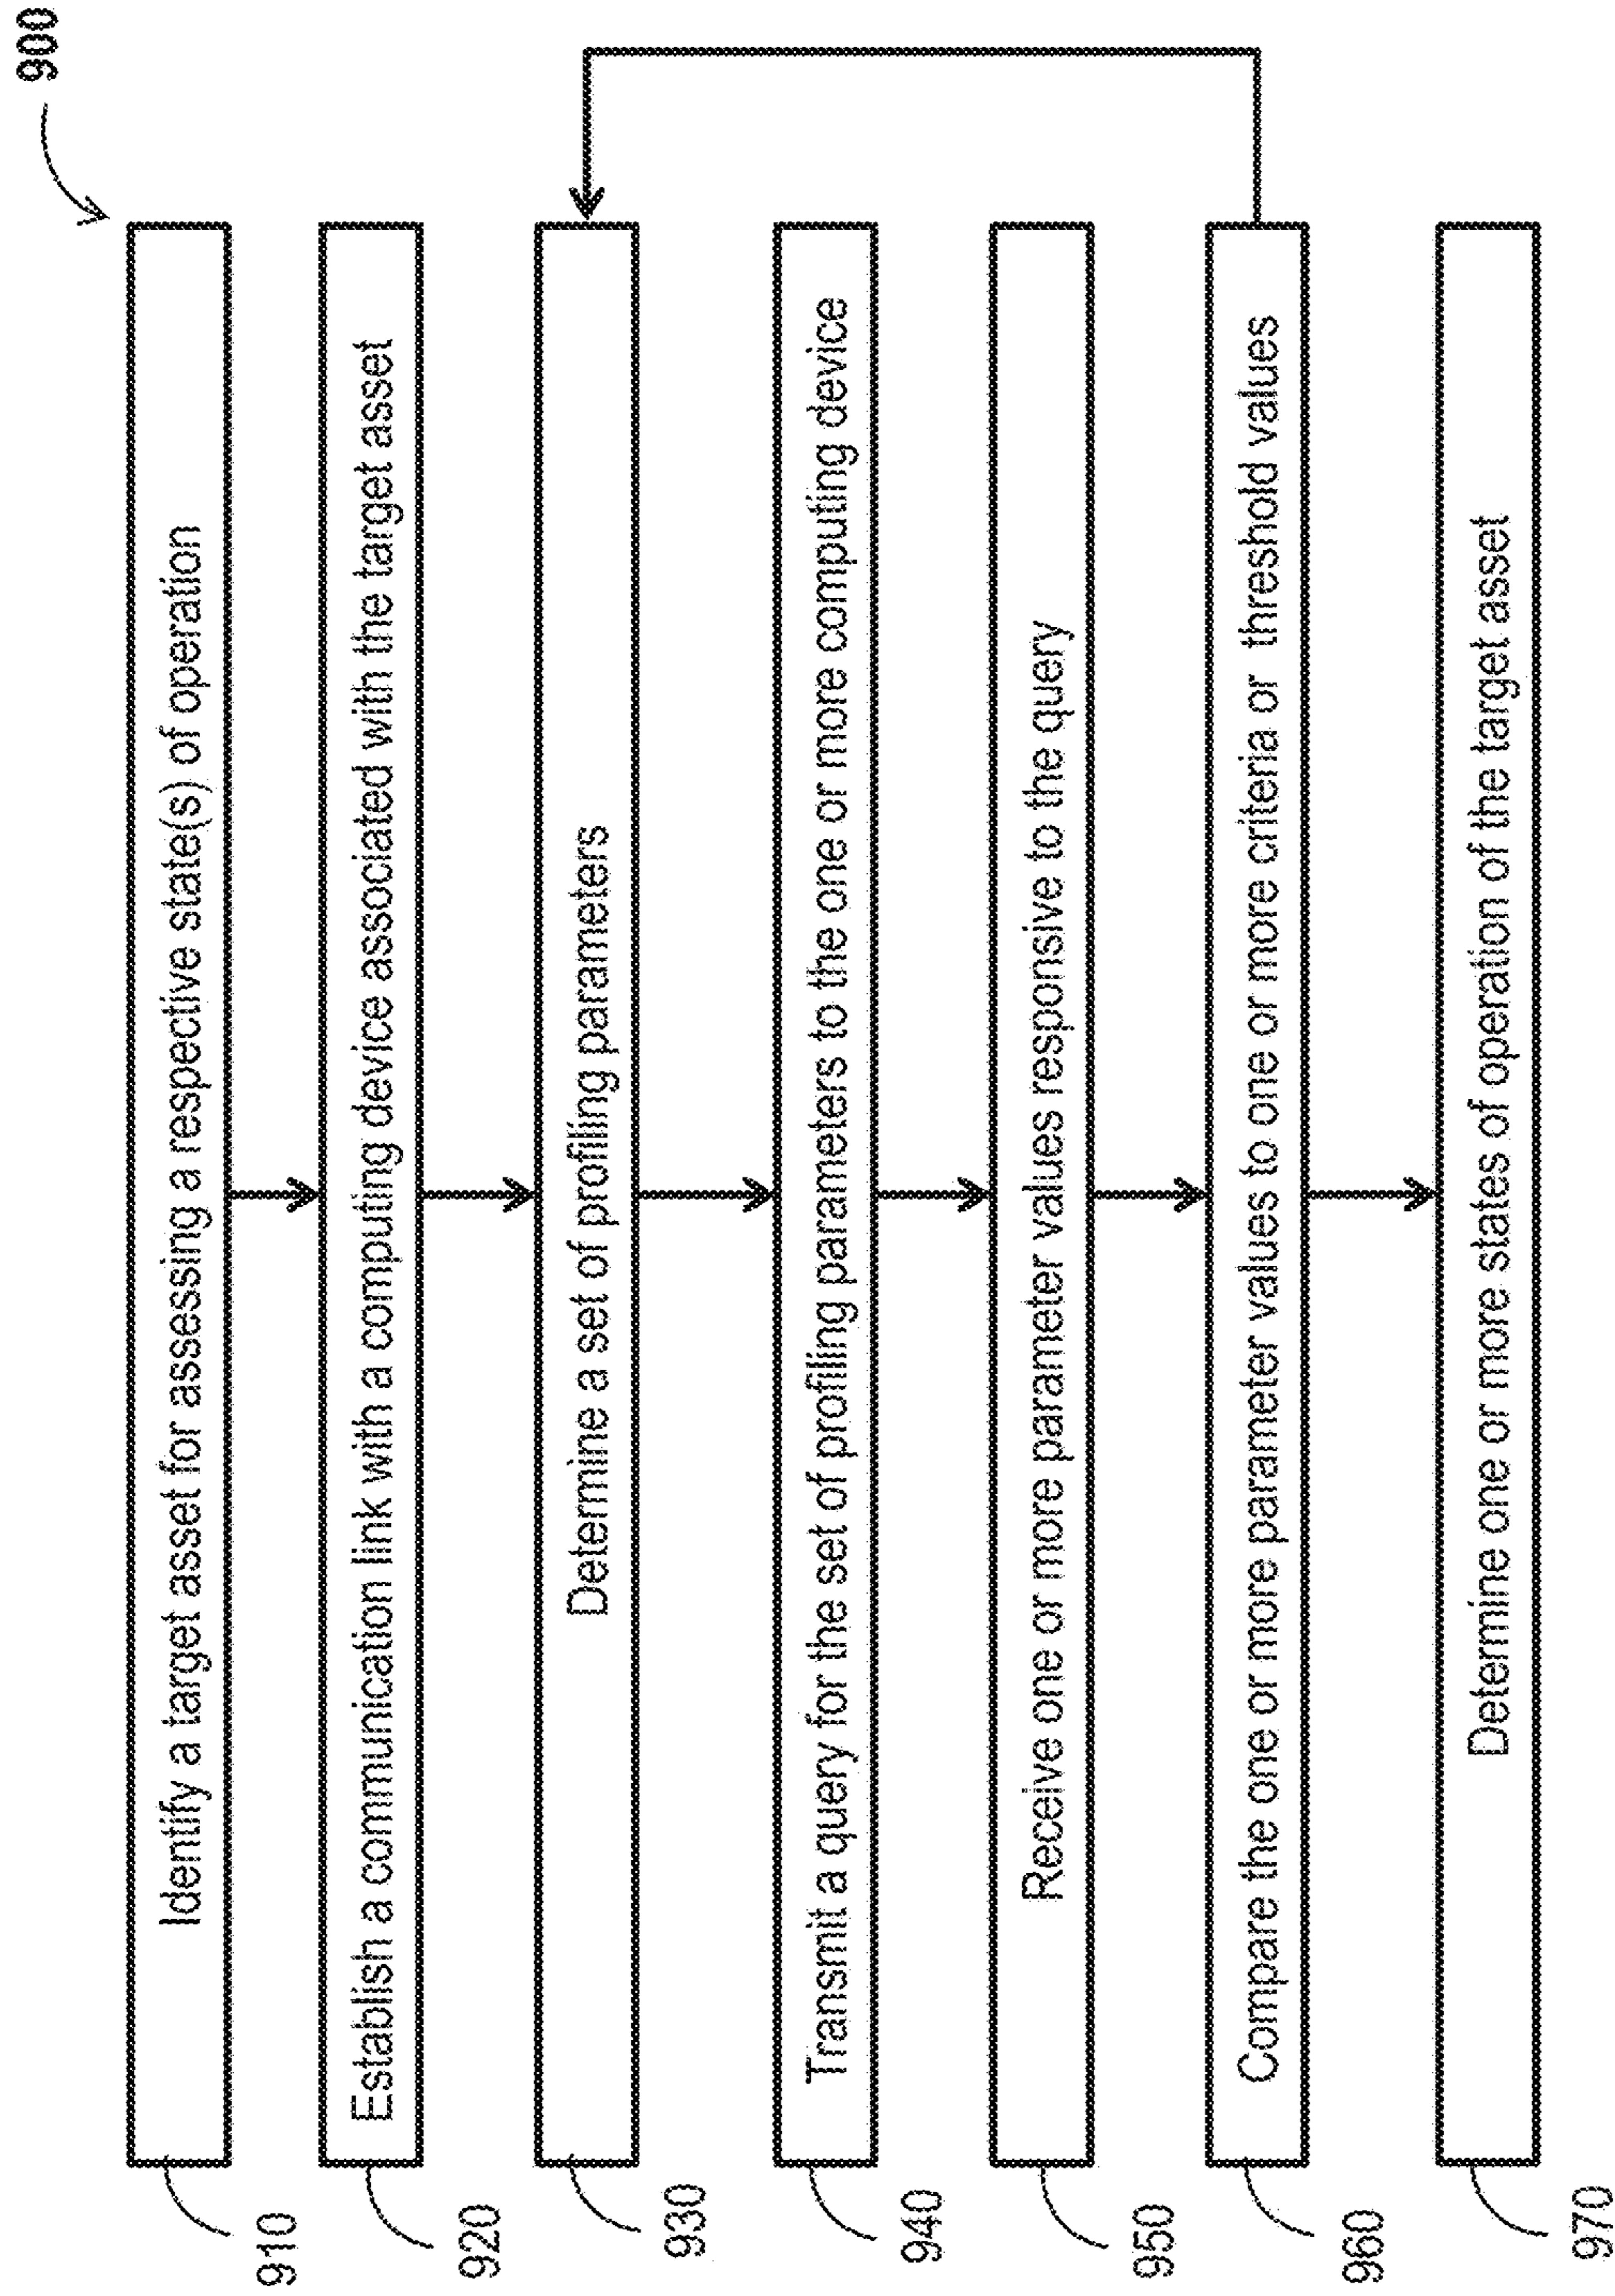 900
910
Identify a target asset for assessing a respective state(s) of operation
920
Establish a communication link with a computing device associated with the target asset
930
Determine a set of profiling parameters
940
Transmit a query for the set of profiling parameters to the one or more computing device
950
Receive one or more parameter values responsive to the query
960
Compare the one or more parameter values to one or more criteria or threshold values
970
Determine one or more states of operation of the target asset